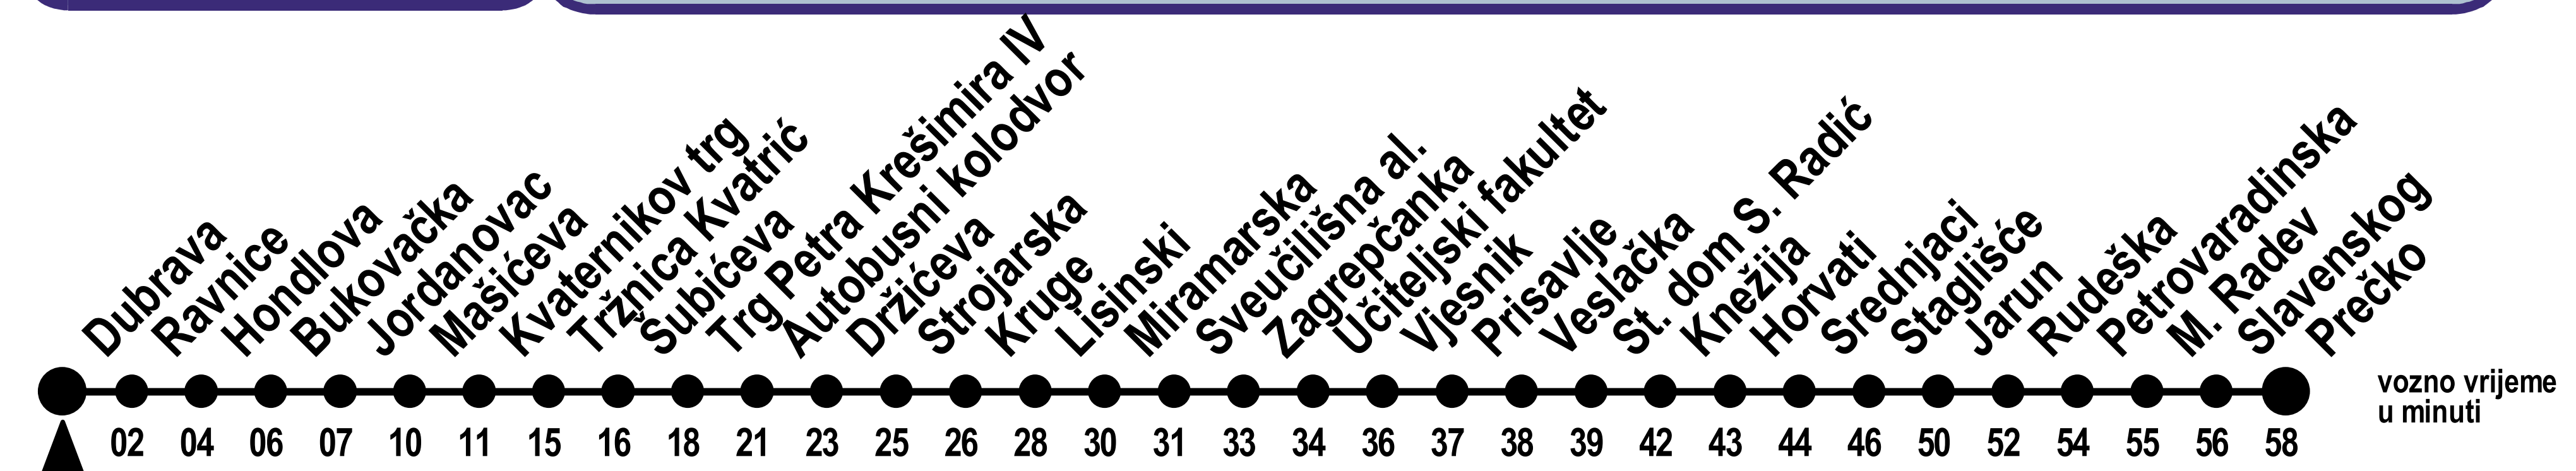 Dubrava
Ravnice
Hondlova
Bukovačka
Jordanovac
Mašićeva
Kvaternikov trg
Tržnica Kvatrić
Šubićeva
Trg Petra Krešimira IV
Autobusni kolodvor
Držićeva
Strojarska
Kruge
Lisinski
Miramarska
Sveučilišna al.
Zagrepčanka
Učiteljski fakultet
Vjesnik
Prisavlje
Veslačka
St. dom S. Radić
Knežija
Horvati
Srednjaci
Staglišće
Jarun
Rudeška
Petrovaradinska
M. Radev
Slavenskog
Prečko
vozno vrijeme
u minuti
02 04 06 07 10 11 15 16 18 21 23 25 26 28 30 31 33 34 36 37 38 39 42 43 44 46 50 52 54 55 56 58